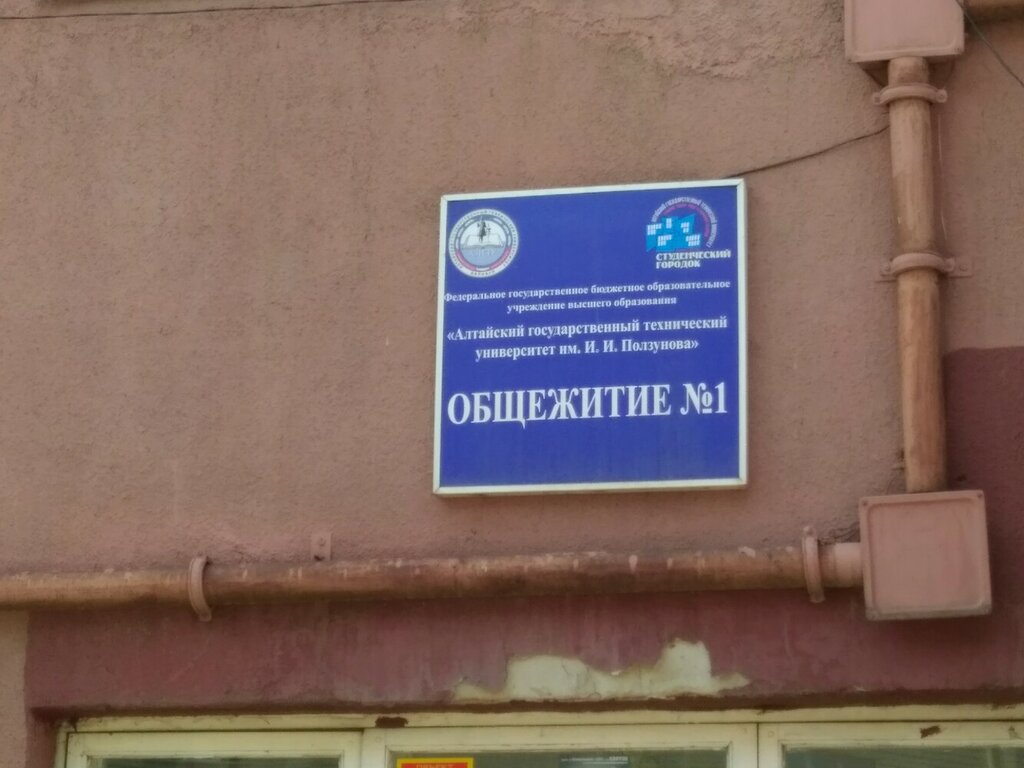 СТУДЕНЧЕСКИЙ
ГОРОДОК
Федеральное государственное бюджетное образовательное
учреждение высшего образования
«Алтайский государственный технический
университет им. И. И. Ползунова»
ОБЩЕЖИТИЕ №1